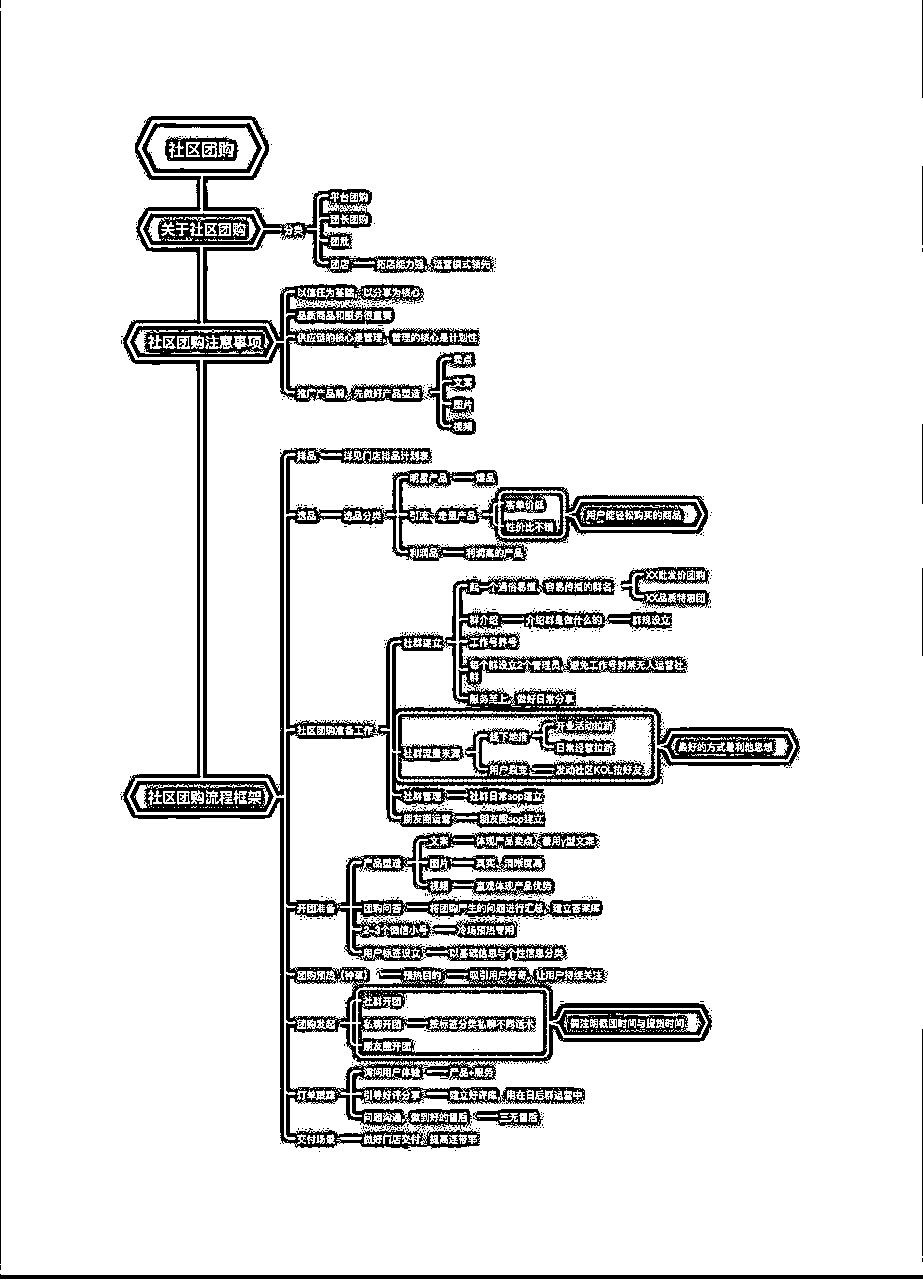 社区团购
关于社区团购
分类
平台团购
团长团购
团批
团店
拓店能力强、运营模式领先
社区团购注意事项
以信任为基础，以分享为核心
品质商品和服务很重要
供应链的核心是管理，管理的核心是计划性
推广产品前，先做好产品塑造
卖点
文案
图片
视频
社区团购流程框架
排品
详见门店排品计划表
选品
选品分类
明星产品
爆品
引流、走量产品
客单价低
性价比不错
用户能轻松购买的商品
利润品
利润高的产品
社区团购准备工作
社群建立
起一个通俗易懂、容易传播的群名
XX批发价团购
XX品质特惠团
群介绍
介绍群是做什么的
群规设立
工作号群号
每个群设立2个管理员，避免工作号封禁无人运营社
群
服务至上，做好日常分享
社群流量来源
线下地推
开业活动拉新
日常经营拉新
用户裂变
发动社区KOL拉好友
最好的方式是利他思想
社群管理
社群日常sop建立
朋友圈运营
朋友圈sop建立
开团准备
产品塑造
文案
体现产品卖点，善用y型文案
图片
真实、清晰度高
视频
直观体现产品优势
团购问答
将团购产生的问题进行汇总，建立答案库
2-3个微信小号
冷场预热专用
用户标签设立
以基础信息与个性信息分类
团购预热（种草）
预热目的
吸引用户好奇，让用户持续关注
团购发起
社群开团
私聊开团
按标签分类私聊不同话术
朋友圈开团
需注明截团时间与提货时间
订单跟踪
询问用户体验
产品+服务
引导好评分享
建立好评库，用在日后群运营中
问题沟通，做到好的售后
三无售后
交付场景
做好门店交付，提高连带率